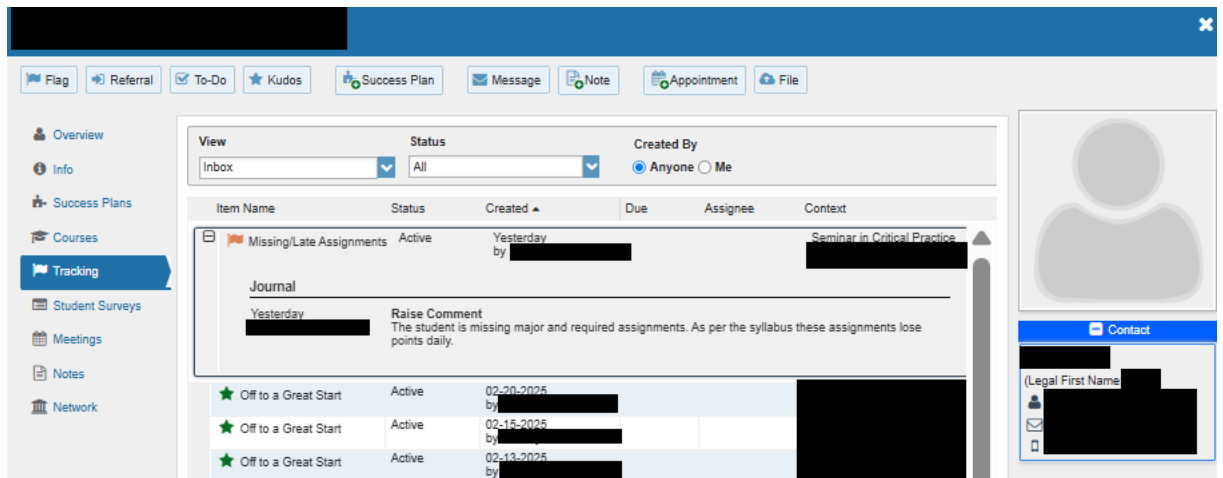 Flag Referral To-Do Kudos Success Plan Message Note Appointment File
Overview
Info
Success Plans
Courses
Tracking
Student Surveys
Meetings
Notes
Network
View Status Created By
Inbox All Anyone Me
Item Name Status Created Due Assignee Context
Missing/Late Assignments Active Yesterday Seminar in Critical Practice
by
Journal
Yesterday Raise Comment
The student is missing major and required assignments. As per the syllabus these assignments lose
points daily.
Off to a Great Start Active 02-20-2025
by
Off to a Great Start Active 02-15-2025
by
Off to a Great Start Active 02-13-2025
by
Contact
(Legal First Name